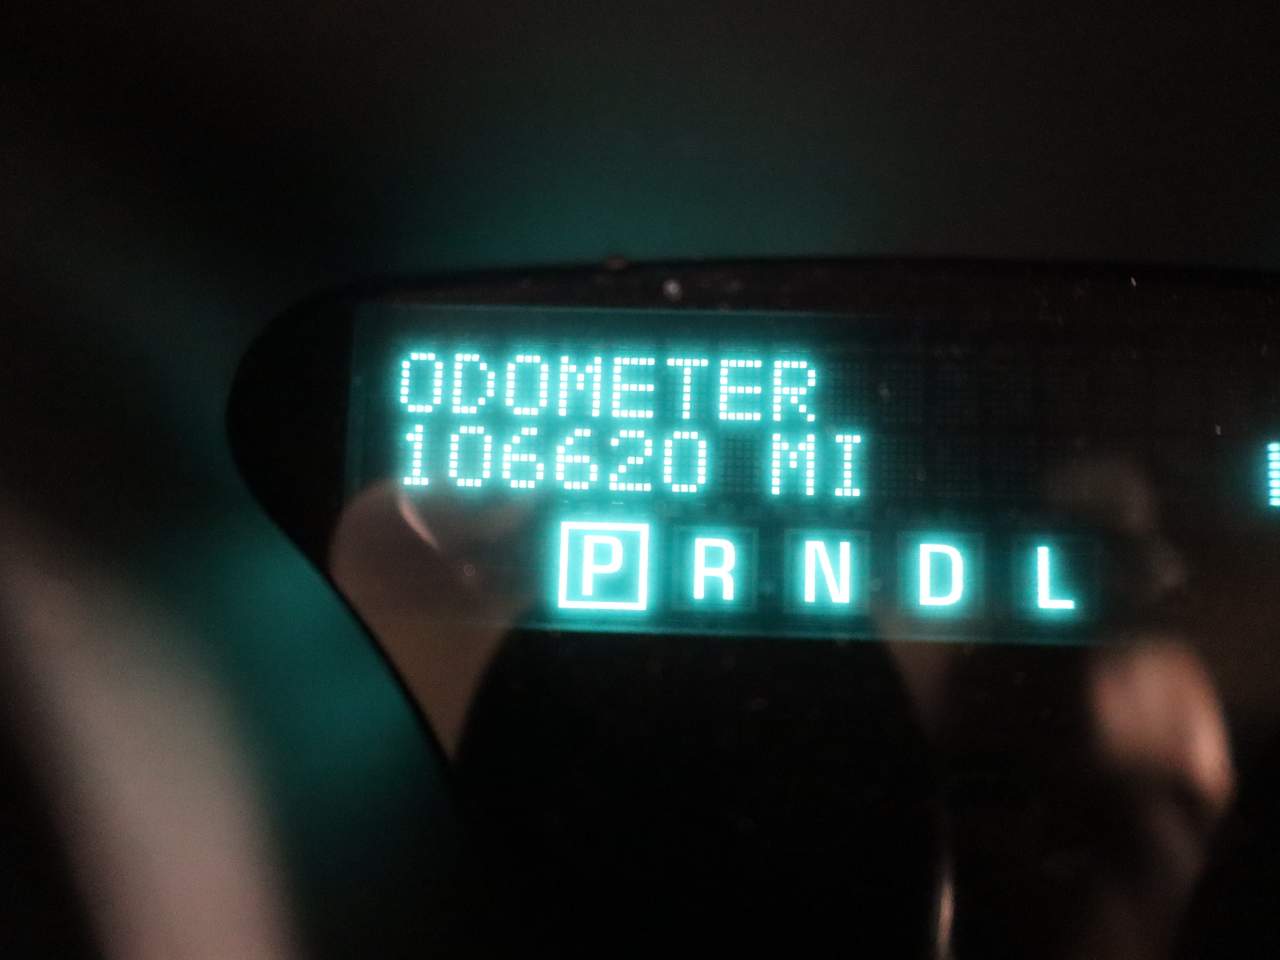 ODOMETER
106620 MI
P R N D L